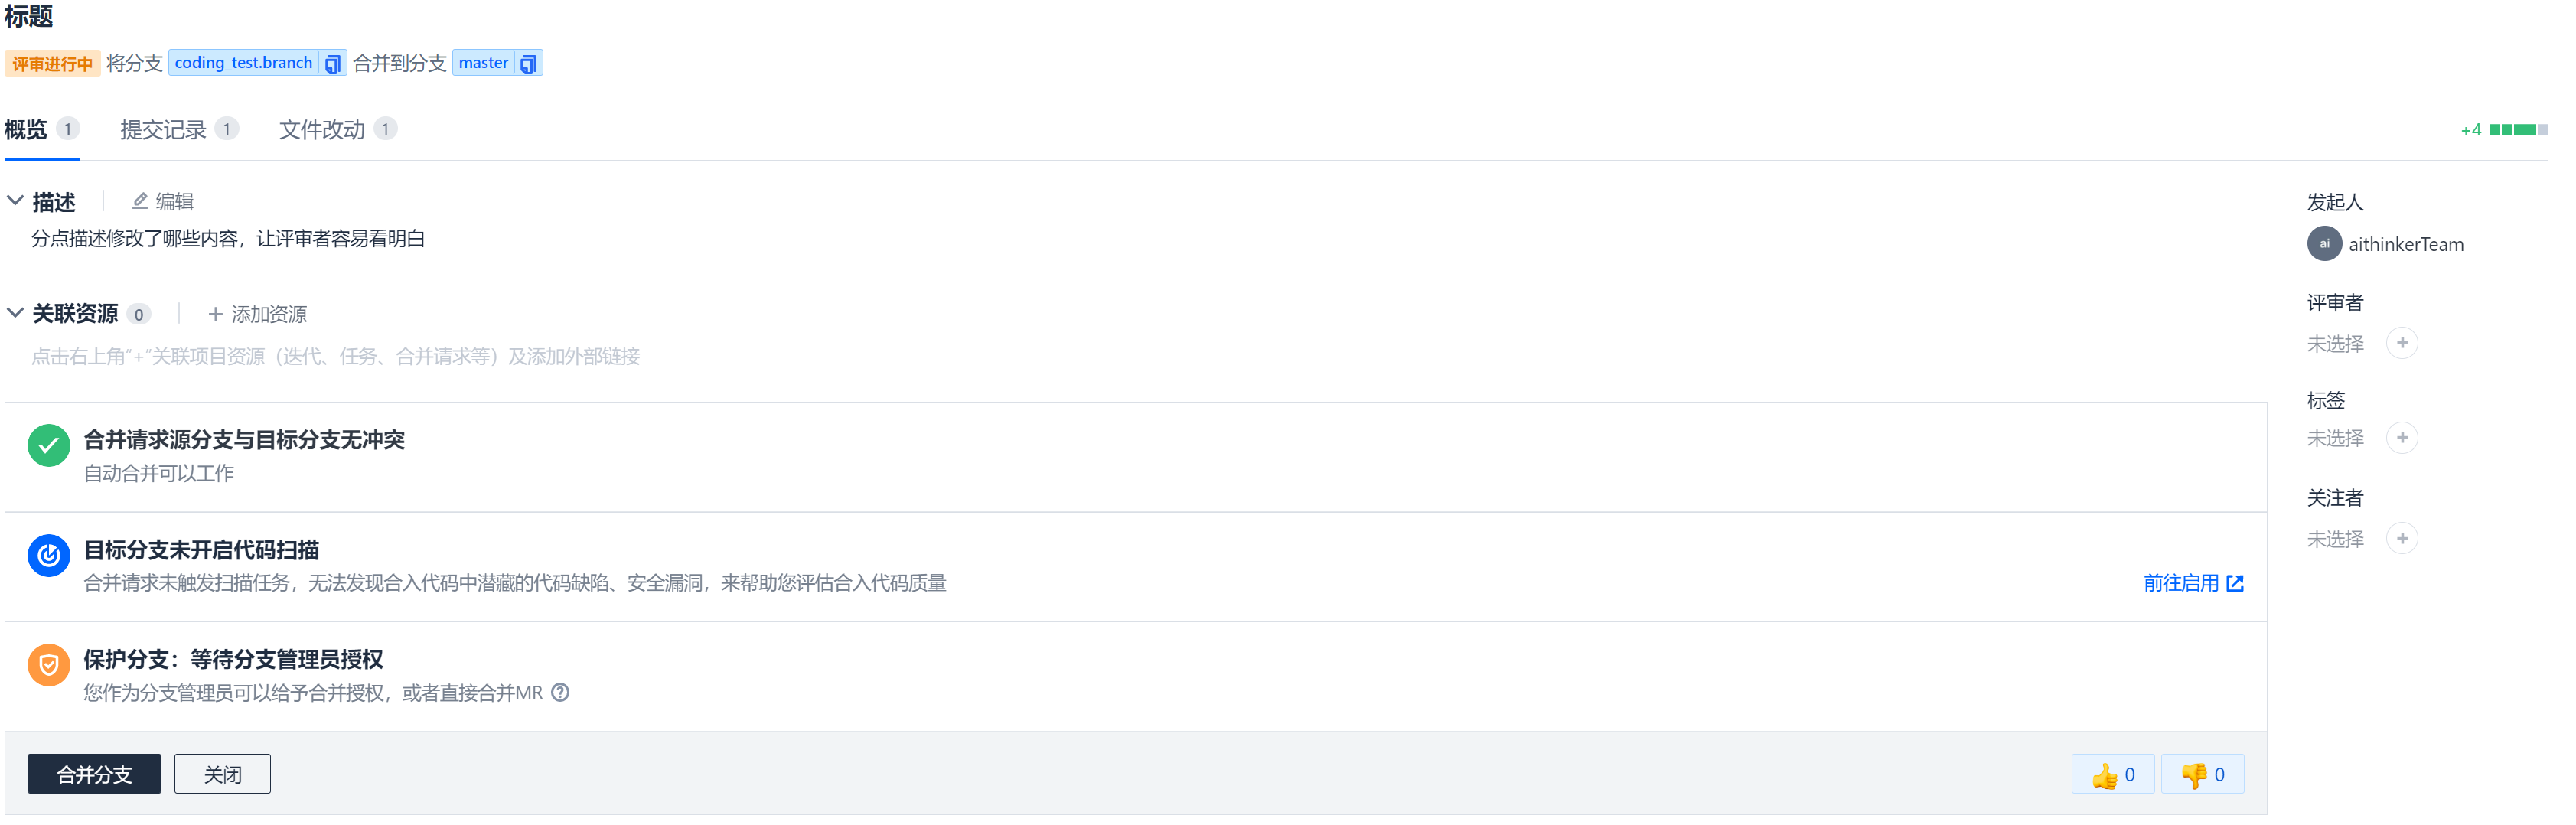 标题
评审进行中 将分支 coding_test.branch 合并到分支 master
概览 1 提交记录 1 文件改动 1 +4
描述 编辑
分点描述修改了哪些内容，让评审者容易看明白
关联资源 0 + 添加资源
点击右上角“+”关联项目资源（迭代、任务、合并请求等）及添加外部链接
合并请求源分支与目标分支无冲突
自动合并可以工作
目标分支未开启代码扫描
合并请求未触发扫描任务，无法发现合入代码中潜藏的代码缺陷、安全漏洞，来帮助您评估合入代码质量
前往启用
保护分支：等待分支管理员授权
您作为分支管理员可以给予合并授权，或者直接合并MR ?
合并分支 关闭 0 0
发起人
ai aithinkerTeam
评审者
未选择 +
标签
未选择 +
关注者
未选择 +